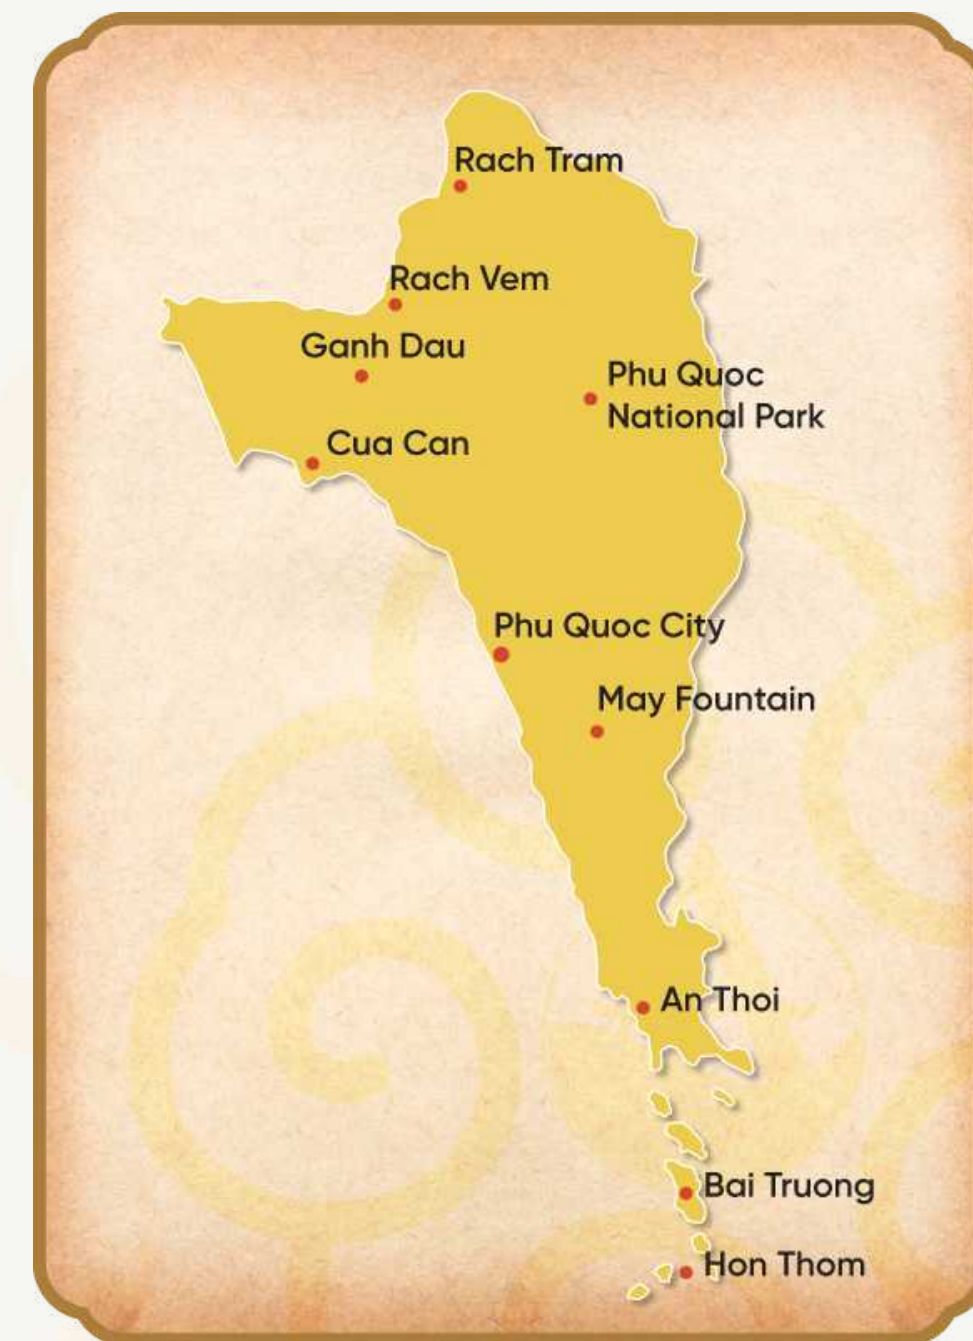 Rach Tram
Rach Vem
Ganh Dau
Phu Quoc
National Park
Cua Can
Phu Quoc City
May Fountain
An Thoi
Bai Truong
Hon Thom